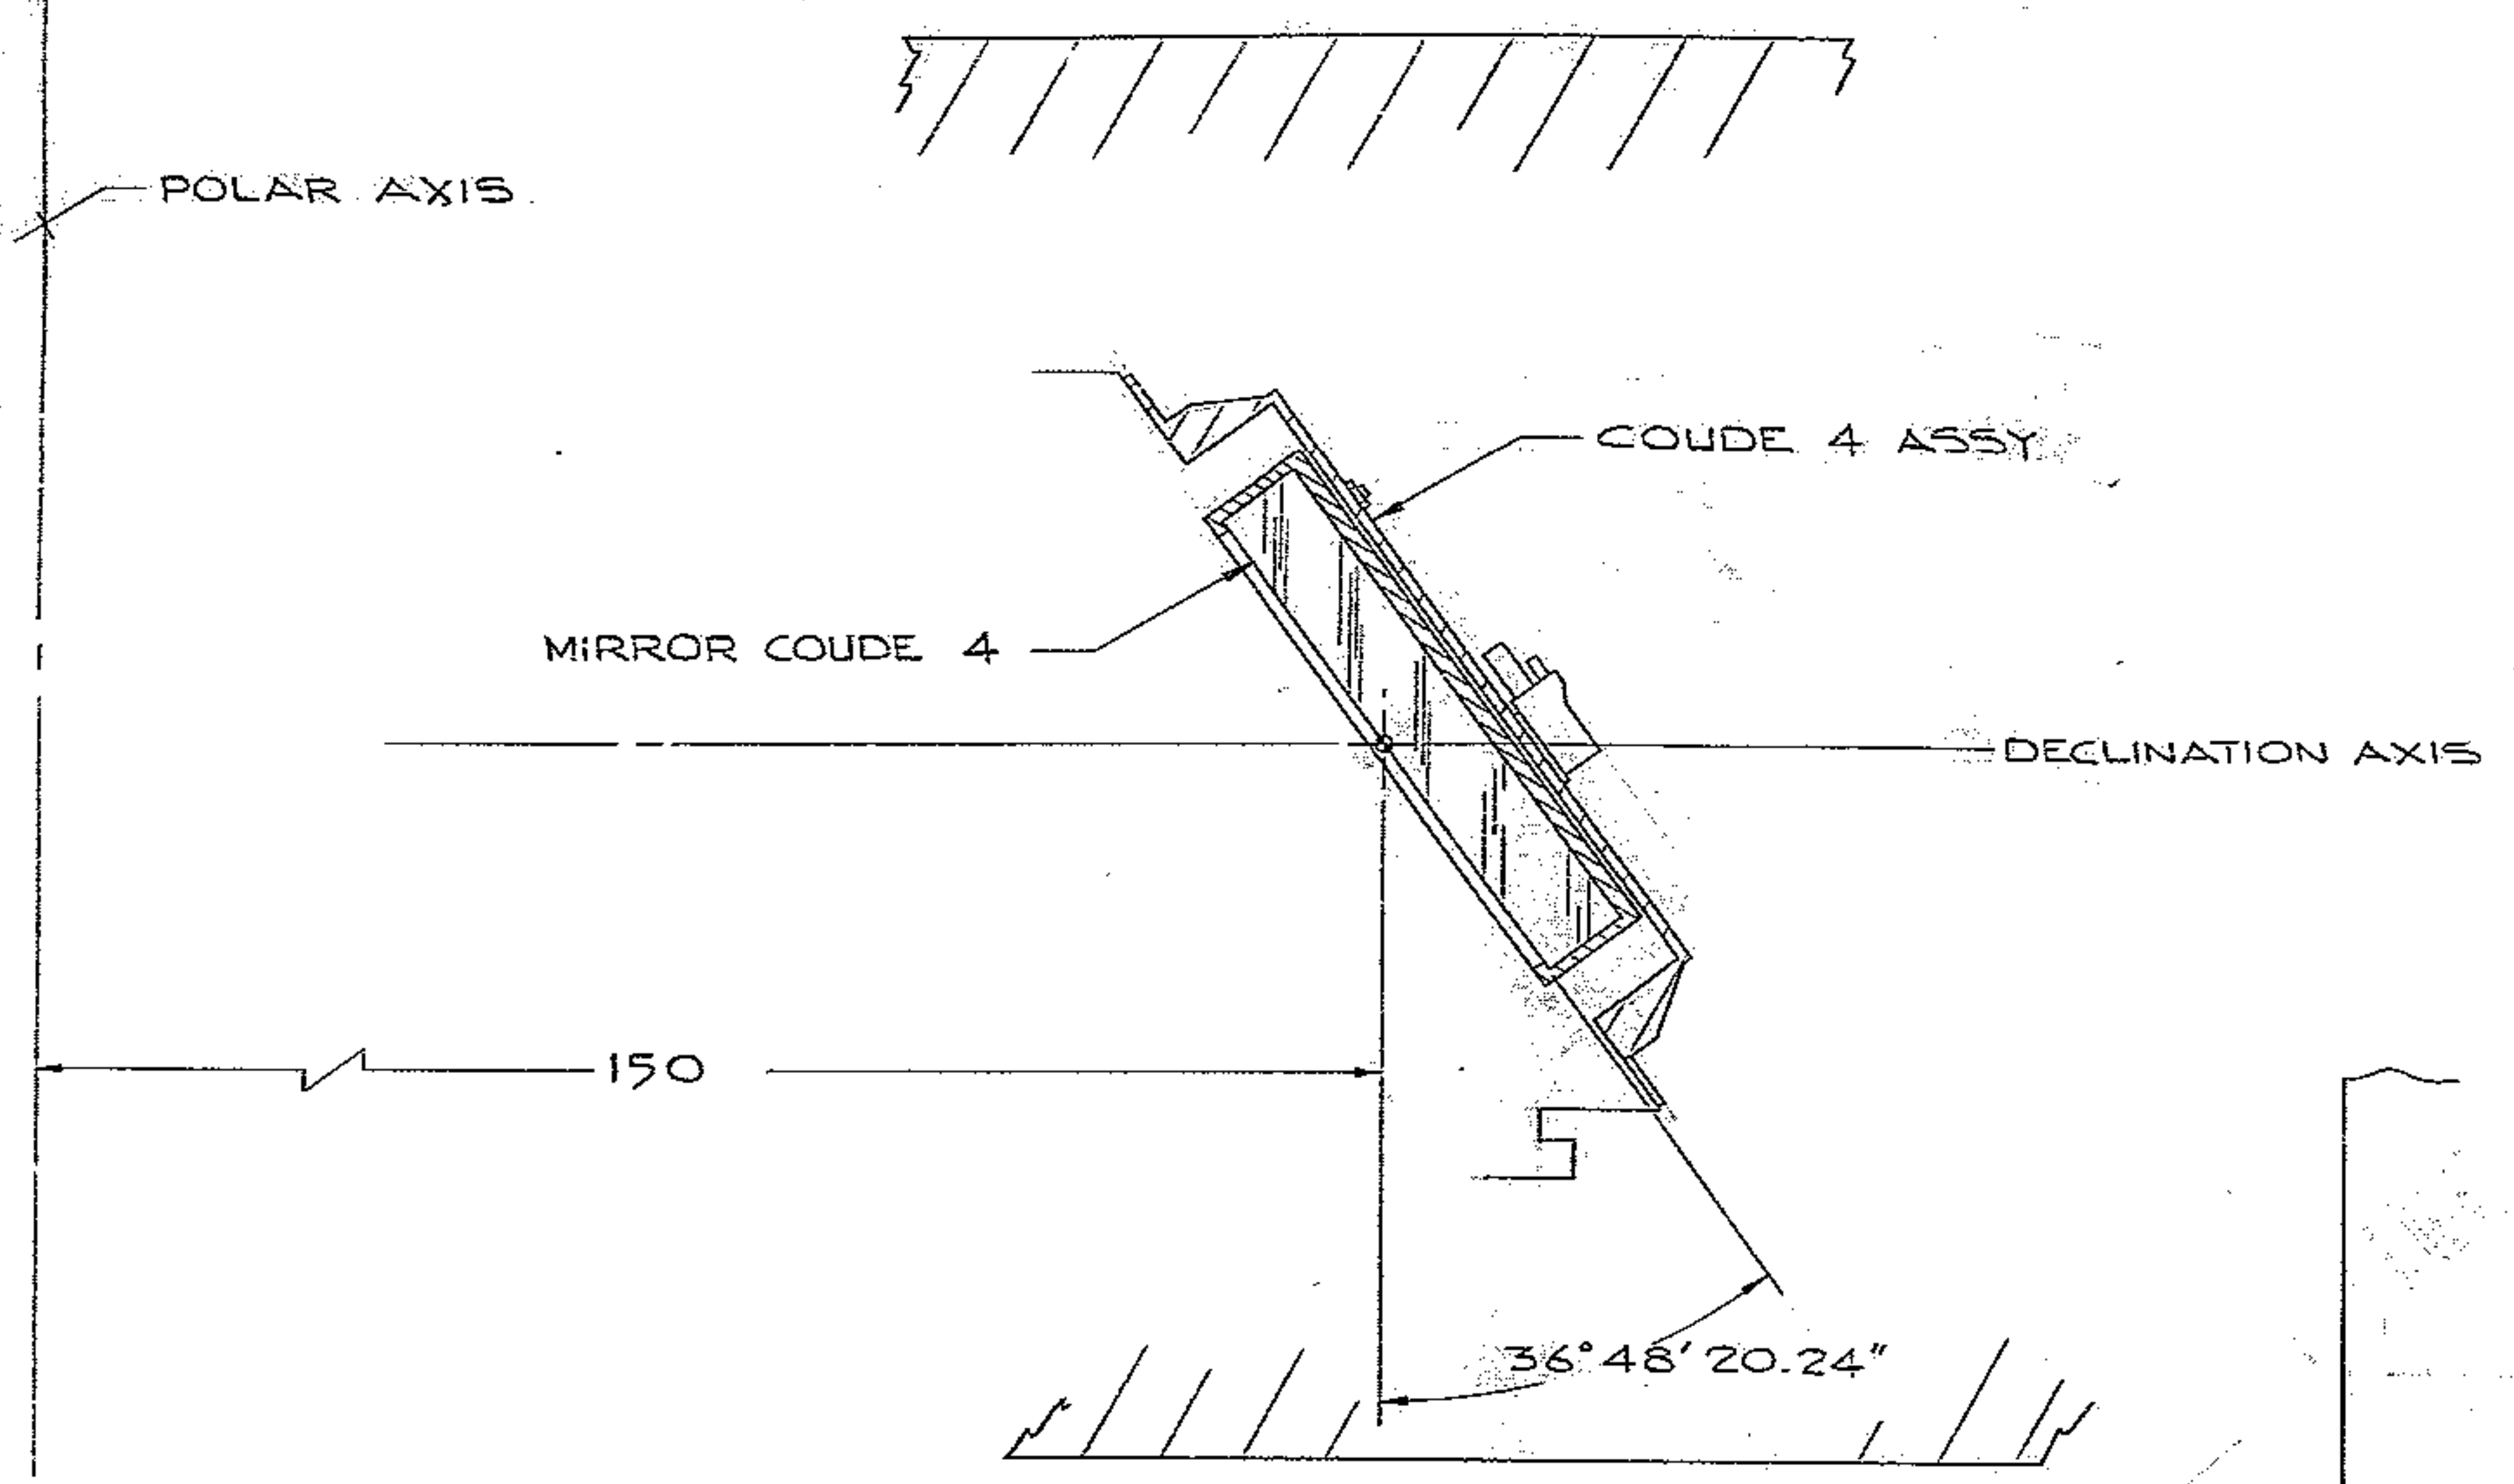 POLAR AXIS
COUDE 4 ASSY
MIRROR COUDE 4
DECLINATION AXIS
150
36°48'20.24"